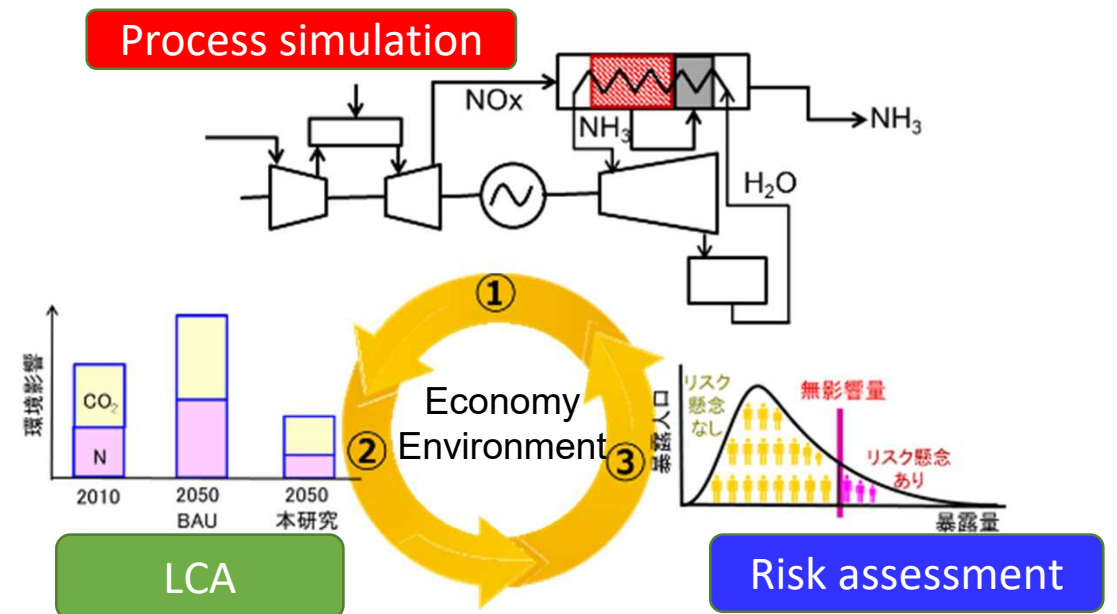 Process simulation
NOx
NH₃
NH₃
H₂O
①
②
③
Economy
Environment
環境影響
CO₂
N
2010
2050
BAU
2050
本研究
LCA
暴露人口
リスク
懸念
なし
無影響量
リスク懸念
あり
暴露量
Risk assessment